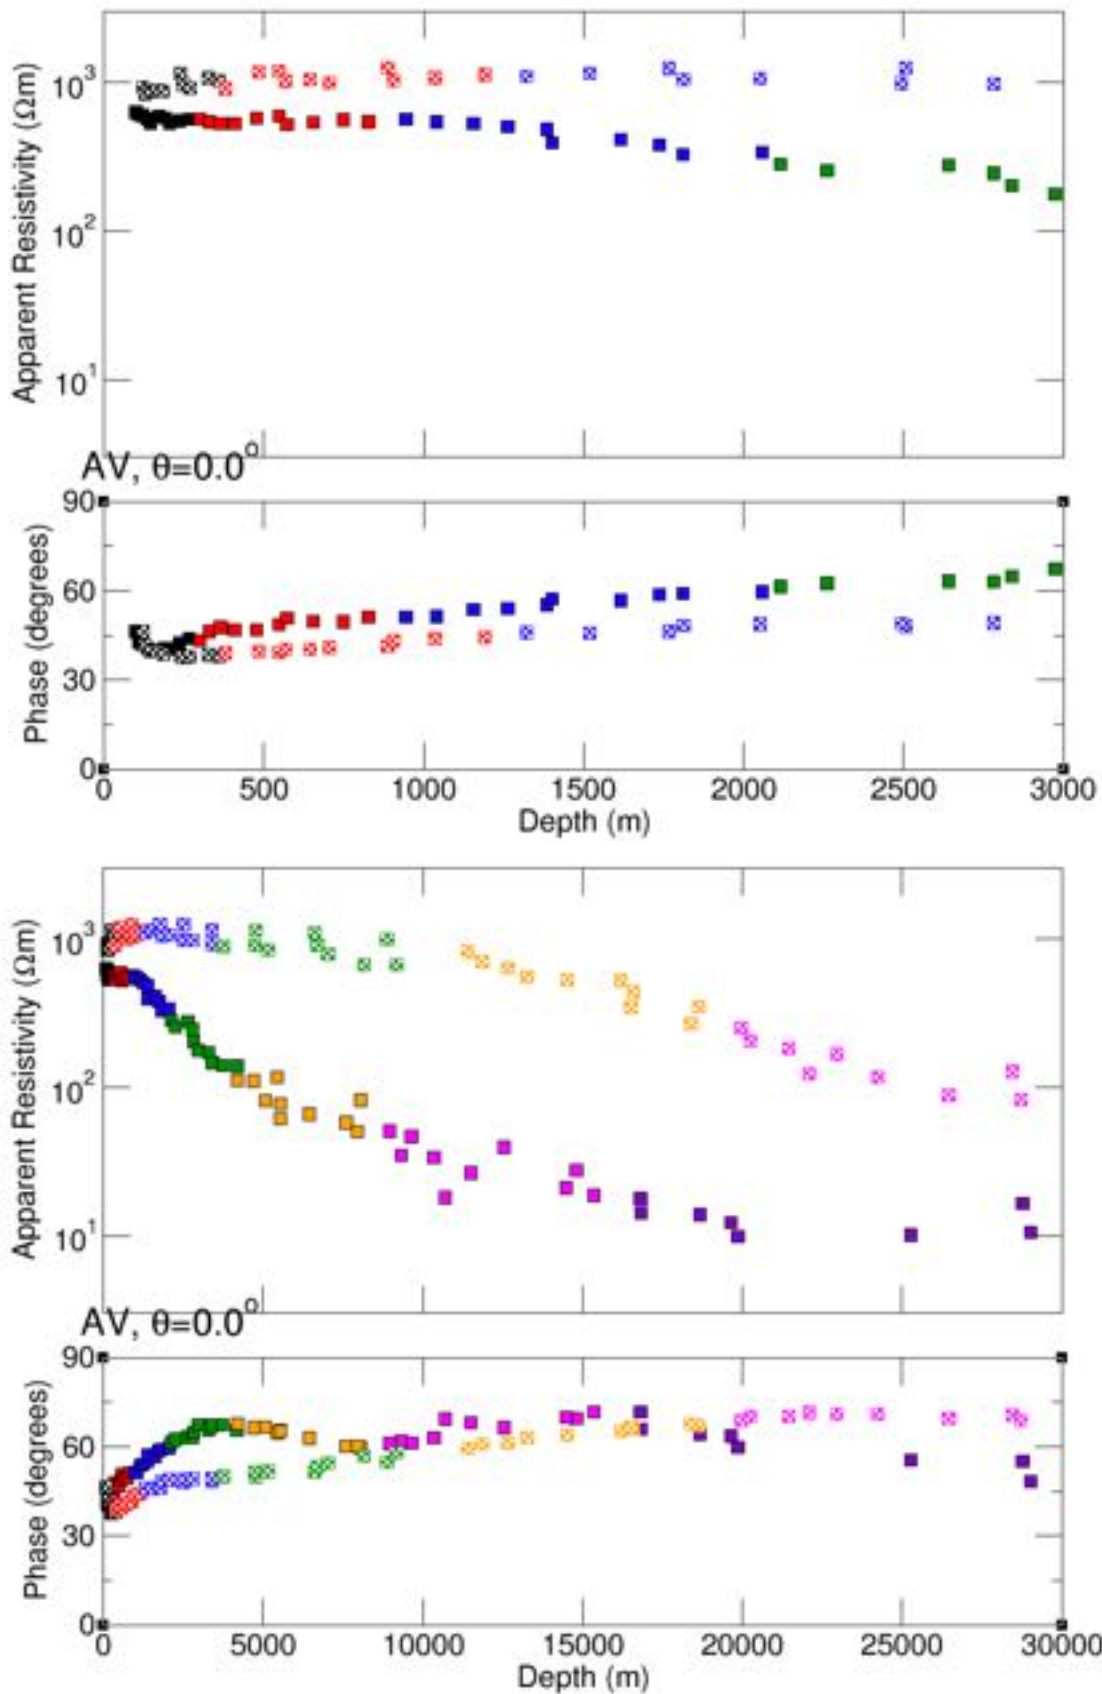 Apparent Resistivity (Ωm)
10³
10²
10¹
AV, θ=0.0°
Phase (degrees)
90
60
30
0
0 500 1000 1500 2000 2500 3000
Depth (m)
Apparent Resistivity (Ωm)
10³
10²
10¹
AV, θ=0.0°
Phase (degrees)
90
60
30
0
0 5000 10000 15000 20000 25000 30000
Depth (m)